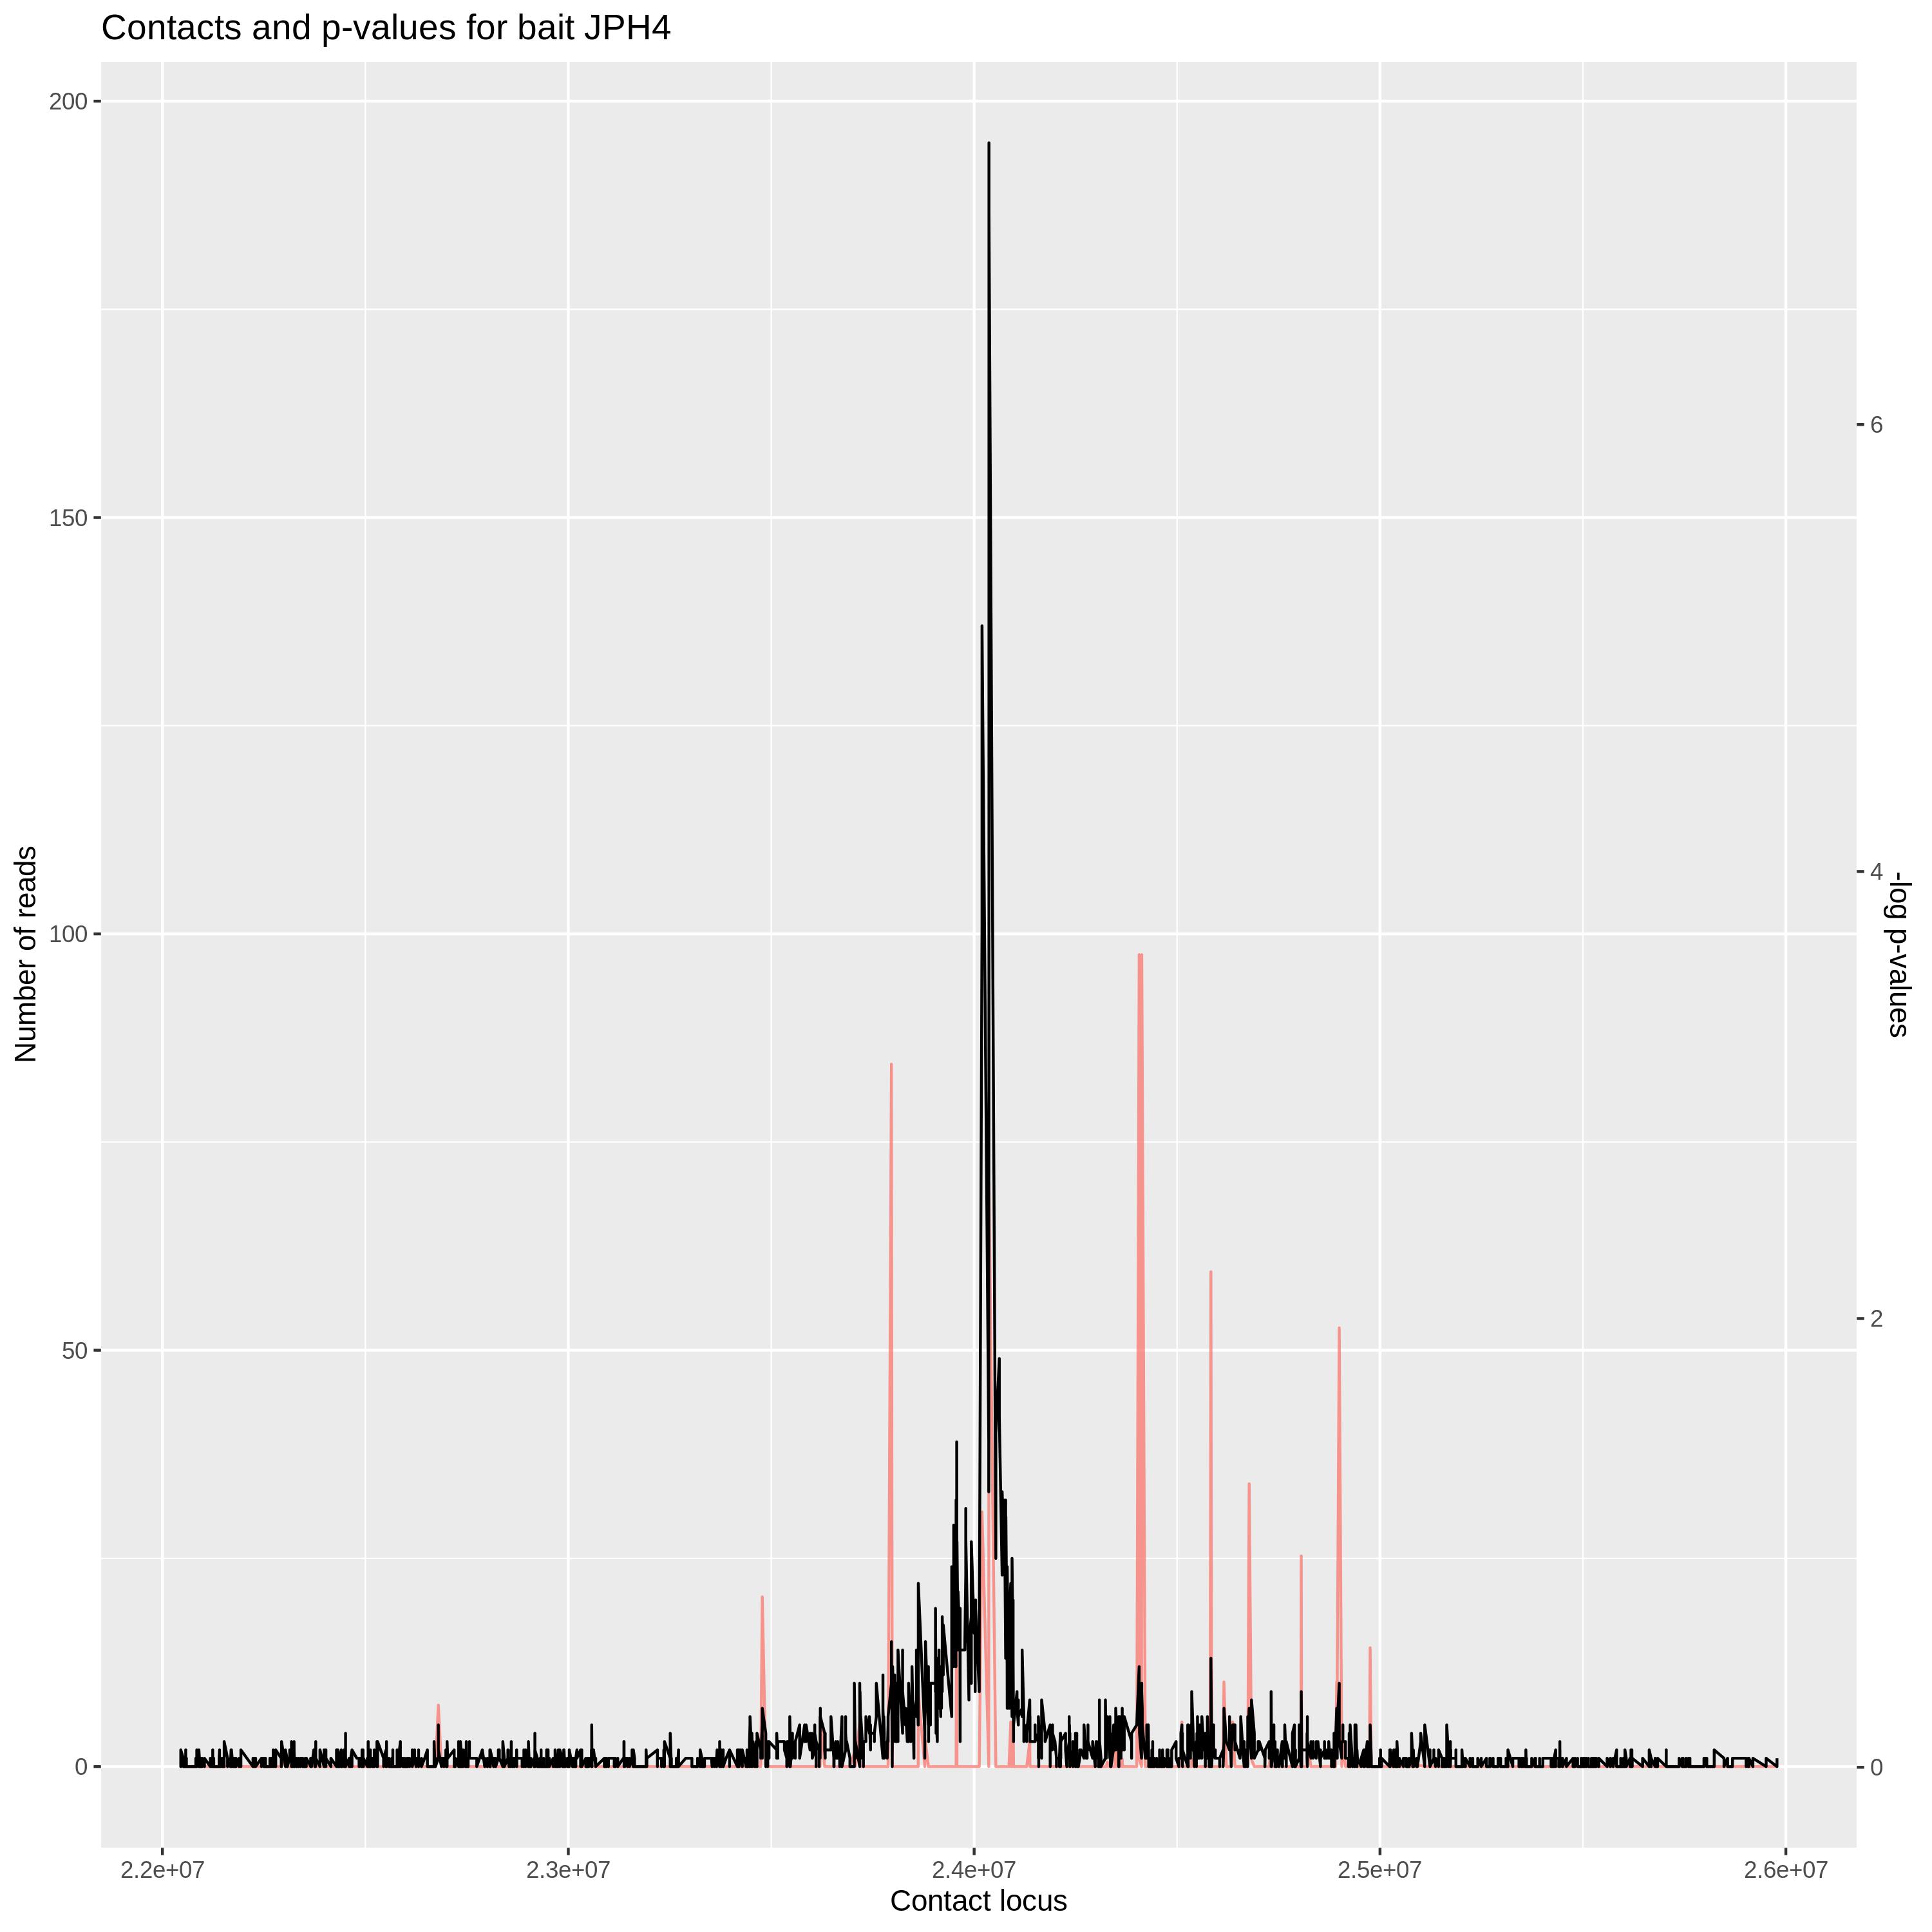 Contacts and p-values for bait JPH4
200
150
100
50
0
Number of reads
6
4
2
0
-log p-values
2.2e+07 2.3e+07 2.4e+07 2.5e+07 2.6e+07
Contact locus